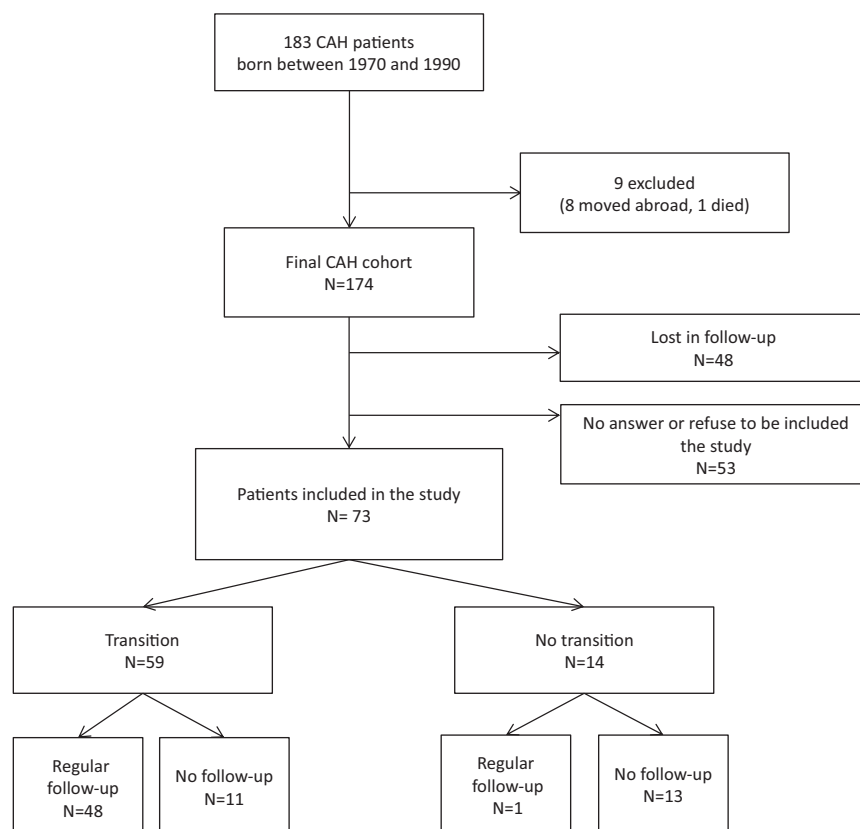 183 CAH patients
born between 1970 and 1990
9 excluded
(8 moved abroad, 1 died)
Final CAH cohort
N=174
Lost in follow-up
N=48
No answer or refuse to be included
the study
N=53
Patients included in the study
N= 73
Transition
N=59
No transition
N=14
Regular
follow-up
N=48
No follow-up
N=11
Regular
follow-up
N=1
No follow-up
N=13